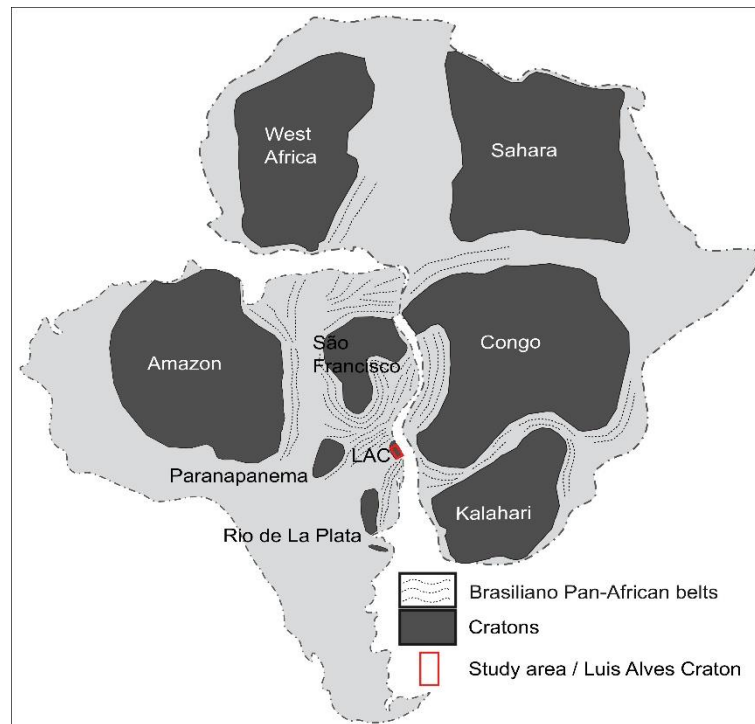 West
Africa
Sahara
São
Francisco
Congo
Amazon
LAC
Paranapanema
Kalahari
Rio de La Plata
Brasiliano Pan-African belts
Cratons
Study area / Luis Alves Craton